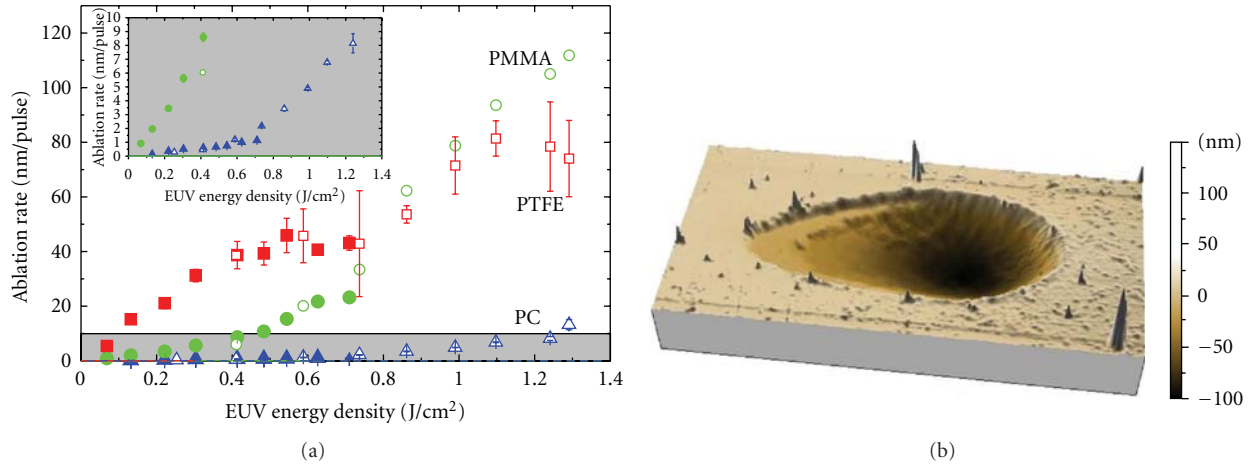 120
100
80
60
40
20
0
Ablation rate (nm/pulse)
0 0.2 0.4 0.6 0.8 1 1.2 1.4
EUV energy density (J/cm2)
10
9
8
7
6
5
4
3
2
1
0
Ablation rate (nm/pulse)
0 0.2 0.4 0.6 0.8 1 1.2 1.4
EUV energy density (J/cm2)
PMMA
PTFE
PC
(a)
(nm)
100
50
0
−50
−100
(b)